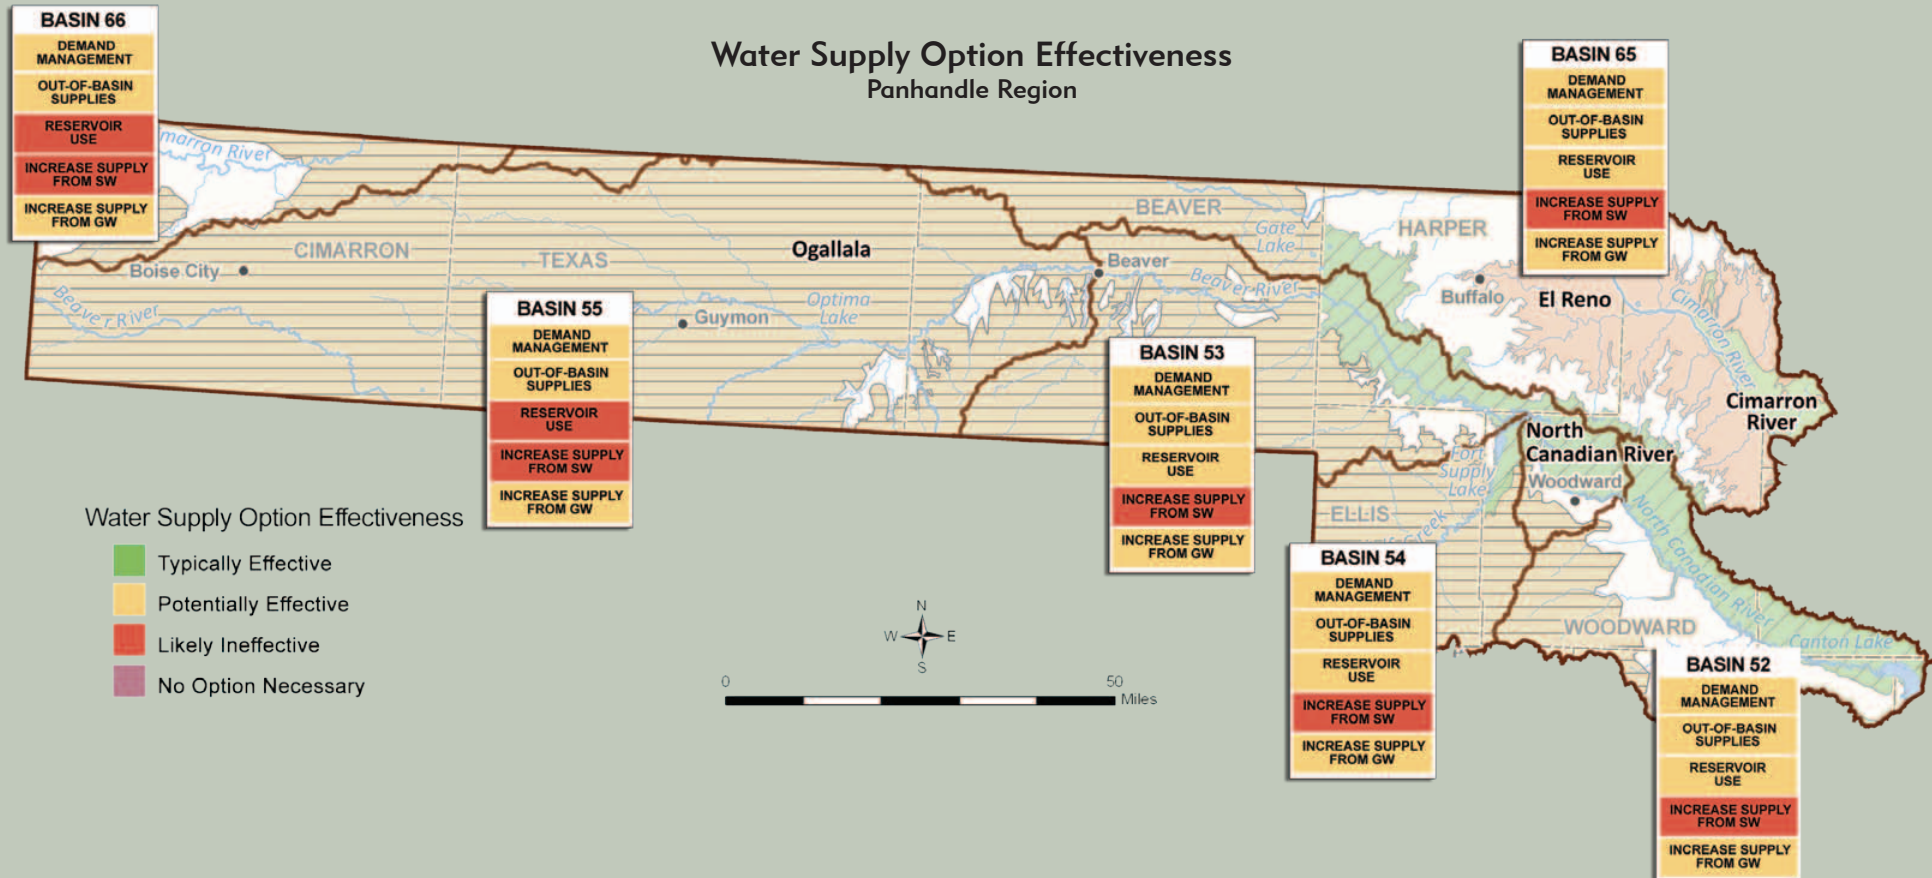 Water Supply Option Effectiveness
Panhandle Region
BASIN 66
DEMAND
MANAGEMENT
OUT-OF-BASIN
SUPPLIES
RESERVOIR
USE
INCREASE SUPPLY
FROM SW
INCREASE SUPPLY
FROM GW
BASIN 65
DEMAND
MANAGEMENT
OUT-OF-BASIN
SUPPLIES
RESERVOIR
USE
INCREASE SUPPLY
FROM SW
INCREASE SUPPLY
FROM GW
marron River
CIMARRON
Boise City
Beaver River
TEXAS
Ogallala
Optima
Lake
Guymon
BEAVER
Beaver
Beaver River
Gate
Lake
HARPER
Buffalo
El Reno
Cimarron River
Cimarron
River
BASIN 55
DEMAND
MANAGEMENT
OUT-OF-BASIN
SUPPLIES
RESERVOIR
USE
INCREASE SUPPLY
FROM SW
INCREASE SUPPLY
FROM GW
BASIN 53
DEMAND
MANAGEMENT
OUT-OF-BASIN
SUPPLIES
RESERVOIR
USE
INCREASE SUPPLY
FROM SW
INCREASE SUPPLY
FROM GW
North
Canadian River
Fort
Supply
Lake
Woodward
ELLIS
Creek
North Canadian River
WOODWARD
Canton Lake
BASIN 54
DEMAND
MANAGEMENT
OUT-OF-BASIN
SUPPLIES
RESERVOIR
USE
INCREASE SUPPLY
FROM SW
INCREASE SUPPLY
FROM GW
BASIN 52
DEMAND
MANAGEMENT
OUT-OF-BASIN
SUPPLIES
RESERVOIR
USE
INCREASE SUPPLY
FROM SW
INCREASE SUPPLY
FROM GW
Water Supply Option Effectiveness
Typically Effective
Potentially Effective
Likely Ineffective
No Option Necessary
N
W E
S
0 50
Miles